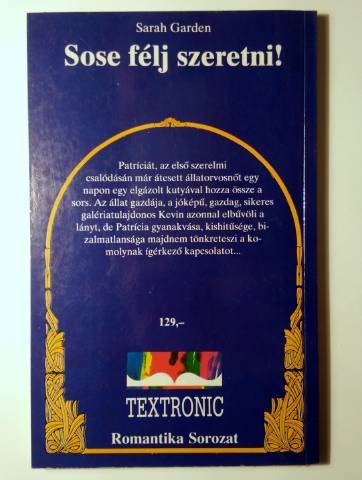 Sarah Garden
Sose félj szeretni!
Patríciát, az első szerelmi
csalódásán már átesett állatorvosnőt egy
napon egy elgázolt kutyával hozza össze a
sors. Az állat gazdája, a jóképű, gazdag, sikeres
galériatulajdonos Kevin azonnal elbűvöli a
lányt, de Patrícia gyanakvása, kishitűsége, bi-
zalmatlansága majdnem tönkreteszi a ko-
molynak ígérkező kapcsolatot...
129,–
TEXTRONIC
Romantika Sorozat